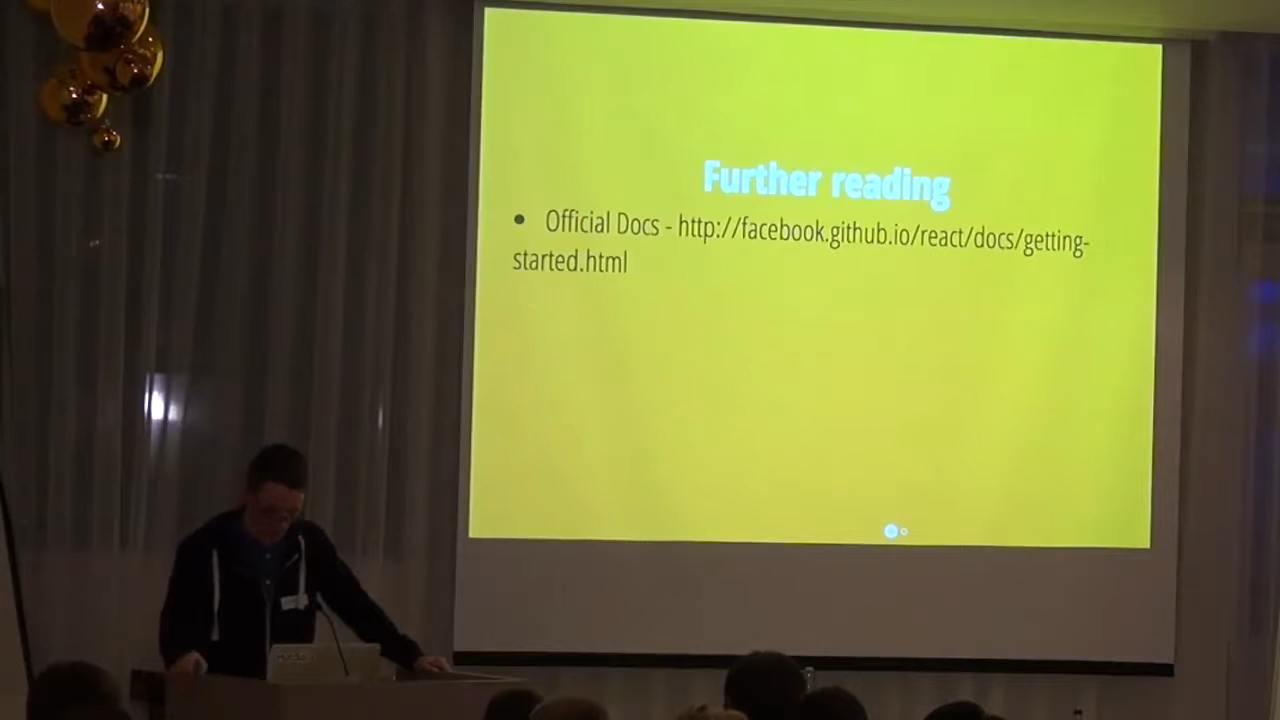 Further reading
• Official Docs - http://facebook.github.io/react/docs/getting-
started.html